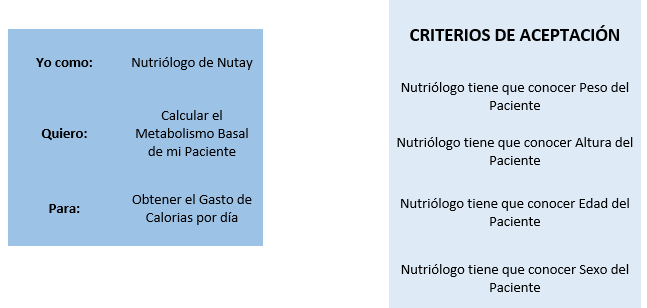 Yo como: Nutriólogo de Nutay
Quiero: Calcular el
Metabolismo Basal
de mi Paciente
Para: Obtener el Gasto de
Calorias por día
CRITERIOS DE ACEPTACIÓN
Nutriólogo tiene que conocer Peso del
Paciente
Nutriólogo tiene que conocer Altura del
Paciente
Nutriólogo tiene que conocer Edad del
Paciente
Nutriólogo tiene que conocer Sexo del
Paciente